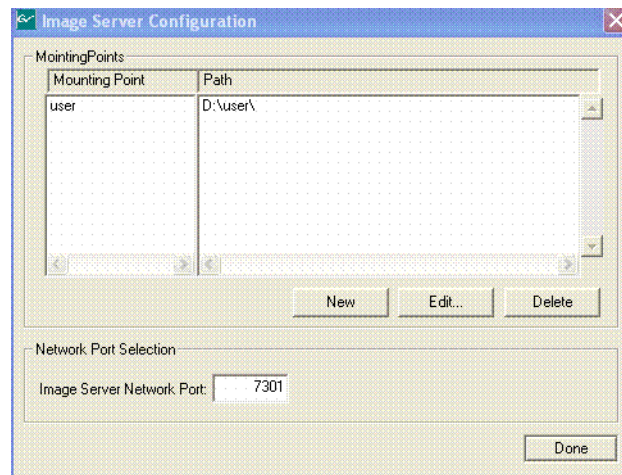 Image Server Configuration
MointingPoints
Mounting Point Path
user D:\user\
New Edit... Delete
Network Port Selection
Image Server Network Port: 7301
Done